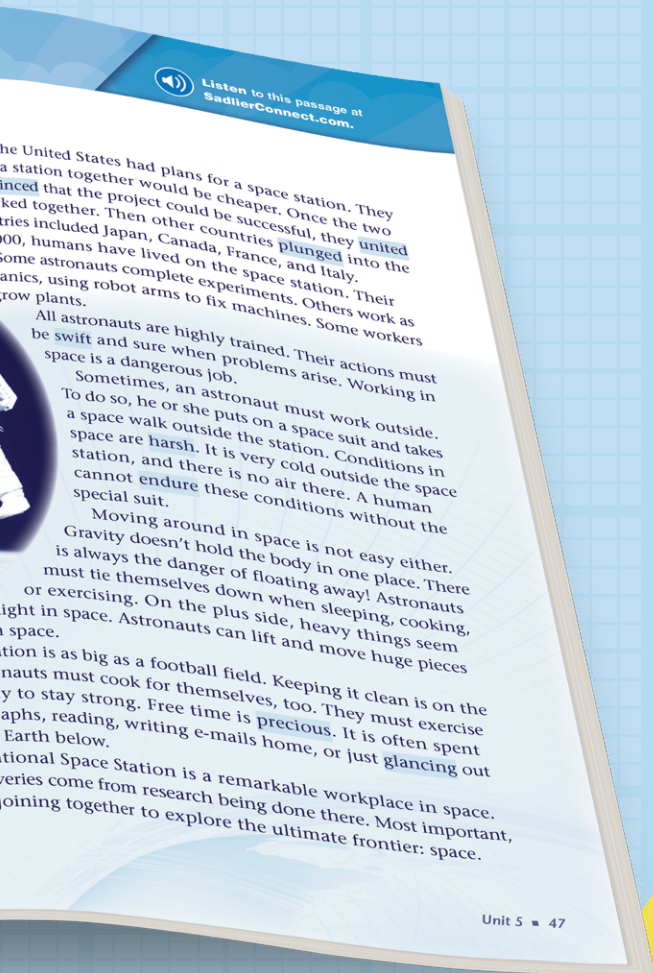 Listen to this passage at
SadlierConnect.com.
he United States had plans for a space station. They
a station together would be cheaper. Once the two
inced that the project could be successful, they united
ked together. Then other countries plunged into the
tries included Japan, Canada, France, and Italy.
000, humans have lived on the space station. Their
Some astronauts complete experiments. Others work as
anics, using robot arms to fix machines. Some workers
row plants.
All astronauts are highly trained. Their actions must
be swift and sure when problems arise. Working in
space is a dangerous job.
Sometimes, an astronaut must work outside.
To do so, he or she puts on a space suit and takes
a space walk outside the station. Conditions in
space are harsh. It is very cold outside the space
station, and there is no air there. A human
cannot endure these conditions without the
special suit.
Moving around in space is not easy either.
Gravity doesn't hold the body in one place. There
is always the danger of floating away! Astronauts
must tie themselves down when sleeping, cooking,
or exercising. On the plus side, heavy things seem
ight in space. Astronauts can lift and move huge pieces
space.
tion is as big as a football field. Keeping it clean is on the
nauts must cook for themselves, too. They must exercise
y to stay strong. Free time is precious. It is often spent
aphs, reading, writing e-mails home, or just glancing out
Earth below.
tional Space Station is a remarkable workplace in space.
veries come from research being done there. Most important,
joining together to explore the ultimate frontier: space.
Unit 5 ■ 47